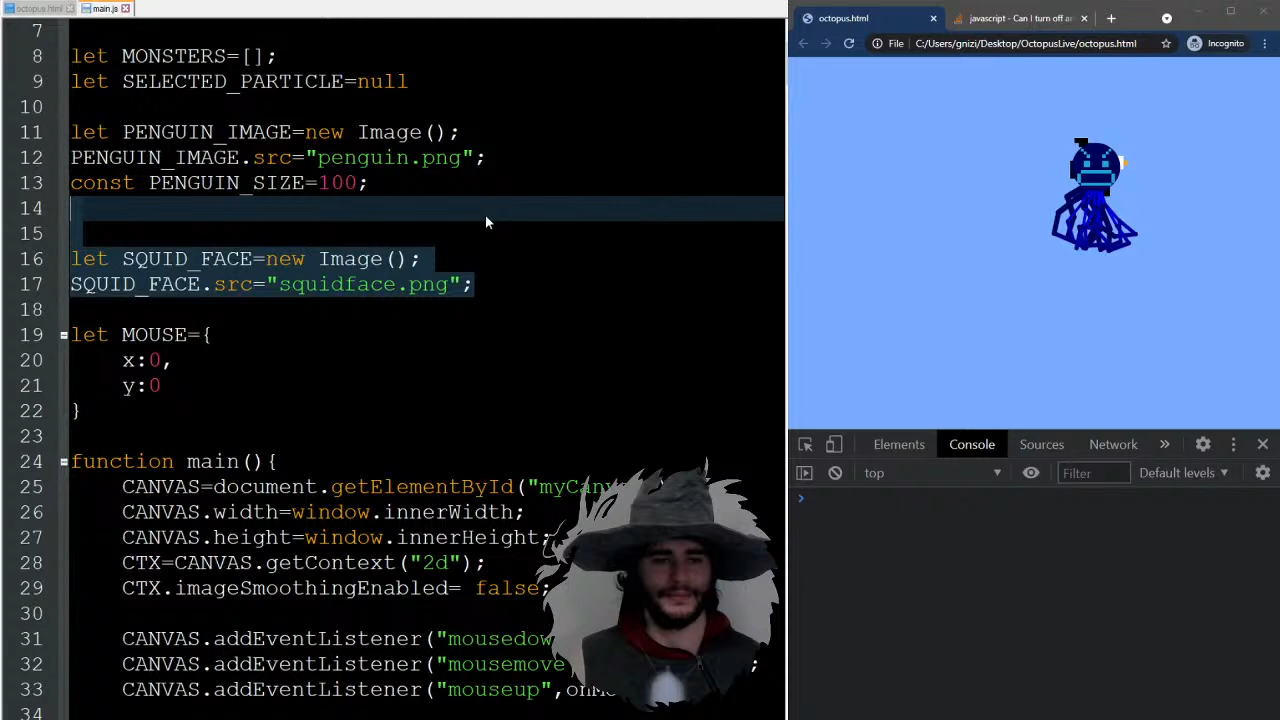 octopus.html
main.js
7
8 let MONSTERS=[];
9 let SELECTED_PARTICLE=null
10
11 let PENGUIN_IMAGE=new Image();
12 PENGUIN_IMAGE.src="penguin.png";
13 const PENGUIN_SIZE=100;
14
15
16 let SQUID_FACE=new Image();
17 SQUID_FACE.src="squidface.png";
18
19 let MOUSE={
20 x:0,
21 y:0
22 }
23
24 function main(){
25 CANVAS=document.getElementById("myCanv
26 CANVAS.width=window.innerWidth;
27 CANVAS.height=window.innerHeight;
28 CTX=CANVAS.getContext("2d");
29 CTX.imageSmoothingEnabled= false;
30
31 CANVAS.addEventListener("mousedow
32 CANVAS.addEventListener("mousemove ;
33 CANVAS.addEventListener("mouseup",onM
34
octopus.html
javascript - Can I turn off an
File
C:/Users/gnizi/Desktop/OctopusLive/octopus.html
Incognito
Elements Console Sources Network
top Filter Default levels